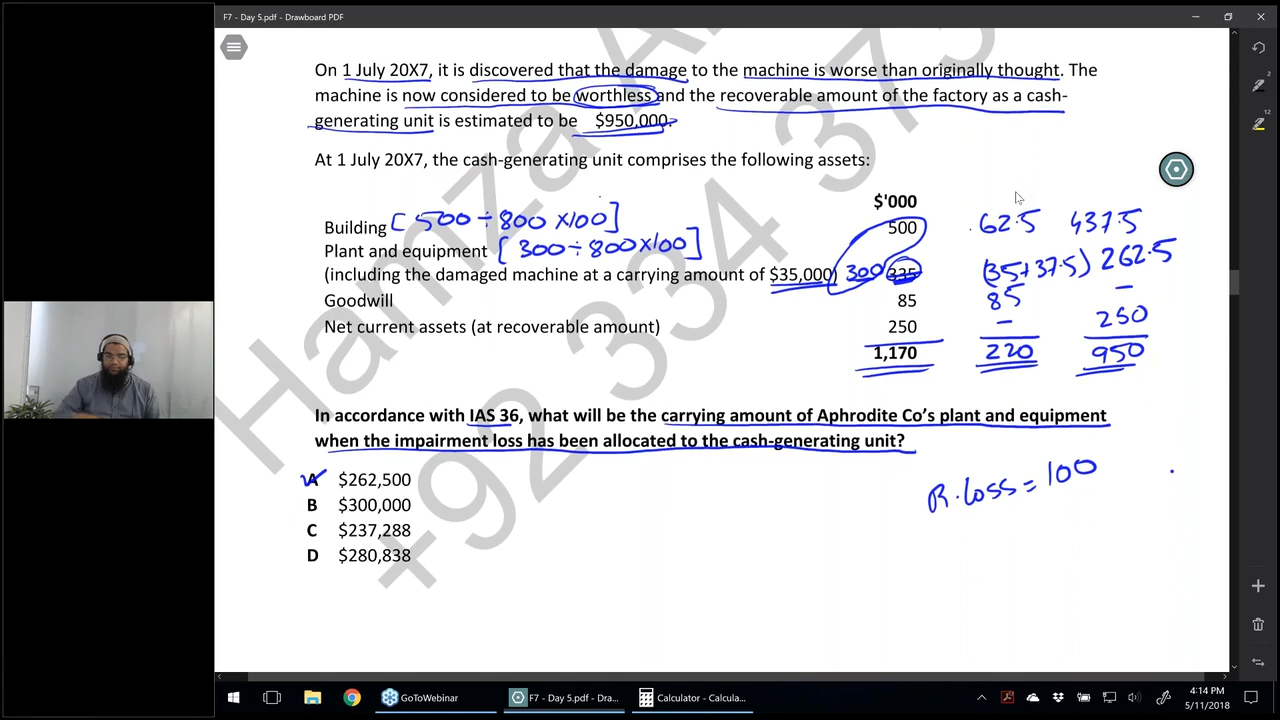 F7 - Day 5.pdf - Drawboard PDF
On 1 July 20X7, it is discovered that the damage to the machine is worse than originally thought. The
machine is now considered to be worthless and the recoverable amount of the factory as a cash-
generating unit is estimated to be $950,000.
At 1 July 20X7, the cash-generating unit comprises the following assets:
$'000
Building [500 ÷ 800 x100] 500 62.5 437.5
Plant and equipment [300 ÷ 800x100]
(including the damaged machine at a carrying amount of $35,000) 300 335 (35+37.5) 262.5
Goodwill 85 85 -
Net current assets (at recoverable amount) 250 - 250
1,170 220 950
In accordance with IAS 36, what will be the carrying amount of Aphrodite Co's plant and equipment
when the impairment loss has been allocated to the cash-generating unit?
A $262,500
B $300,000
C $237,288
D $280,838
R.loss = 100
Hamza A
+92 334 4 373
GoToWebinar
F7 - Day 5.pdf - Dra...
Calculator - Calcula...
4:14 PM
5/11/2018